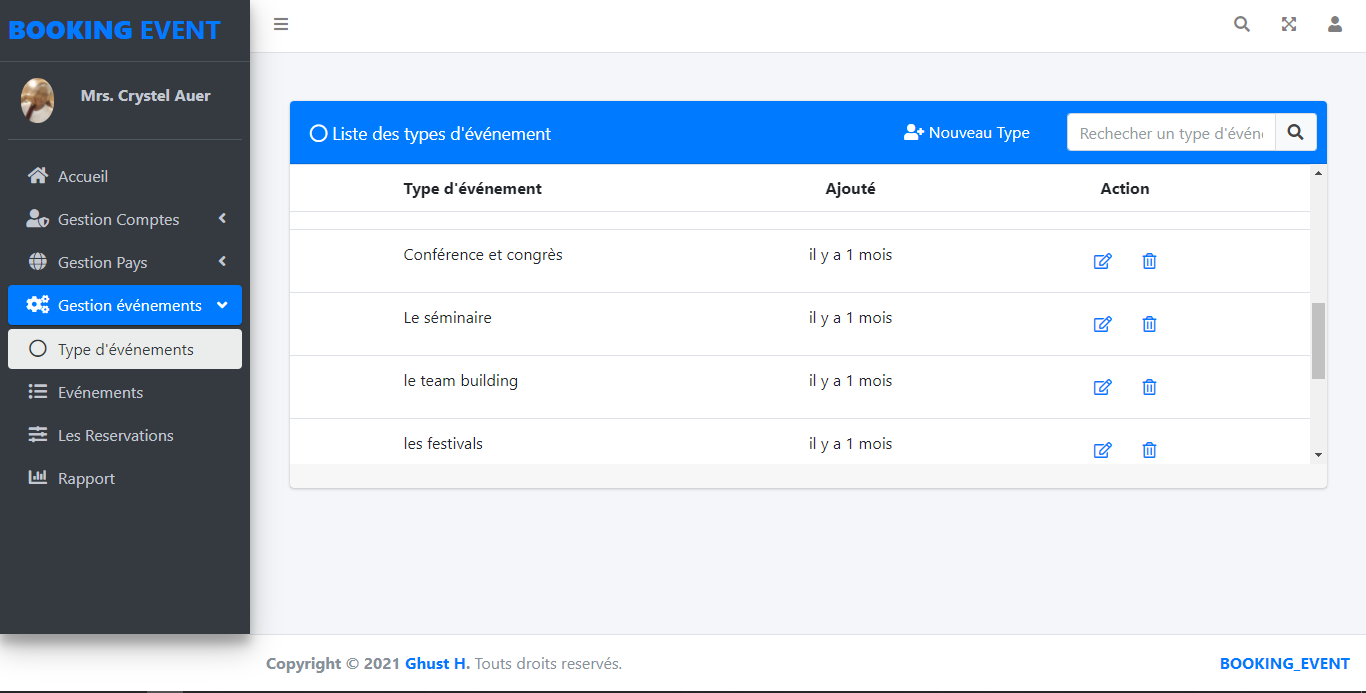 BOOKING EVENT
Mrs. Crystel Auer
Accueil
Gestion Comptes
Gestion Pays
Gestion événements
Type d'événements
Evénements
Les Reservations
Rapport
Liste des types d'événement
Nouveau Type
Rechecher un type d'événe
Type d'événement Ajouté Action
Conférence et congrès il y a 1 mois
Le séminaire il y a 1 mois
le team building il y a 1 mois
les festivals il y a 1 mois
Copyright © 2021 Ghust H. Touts droits reservés.
BOOKING_EVENT